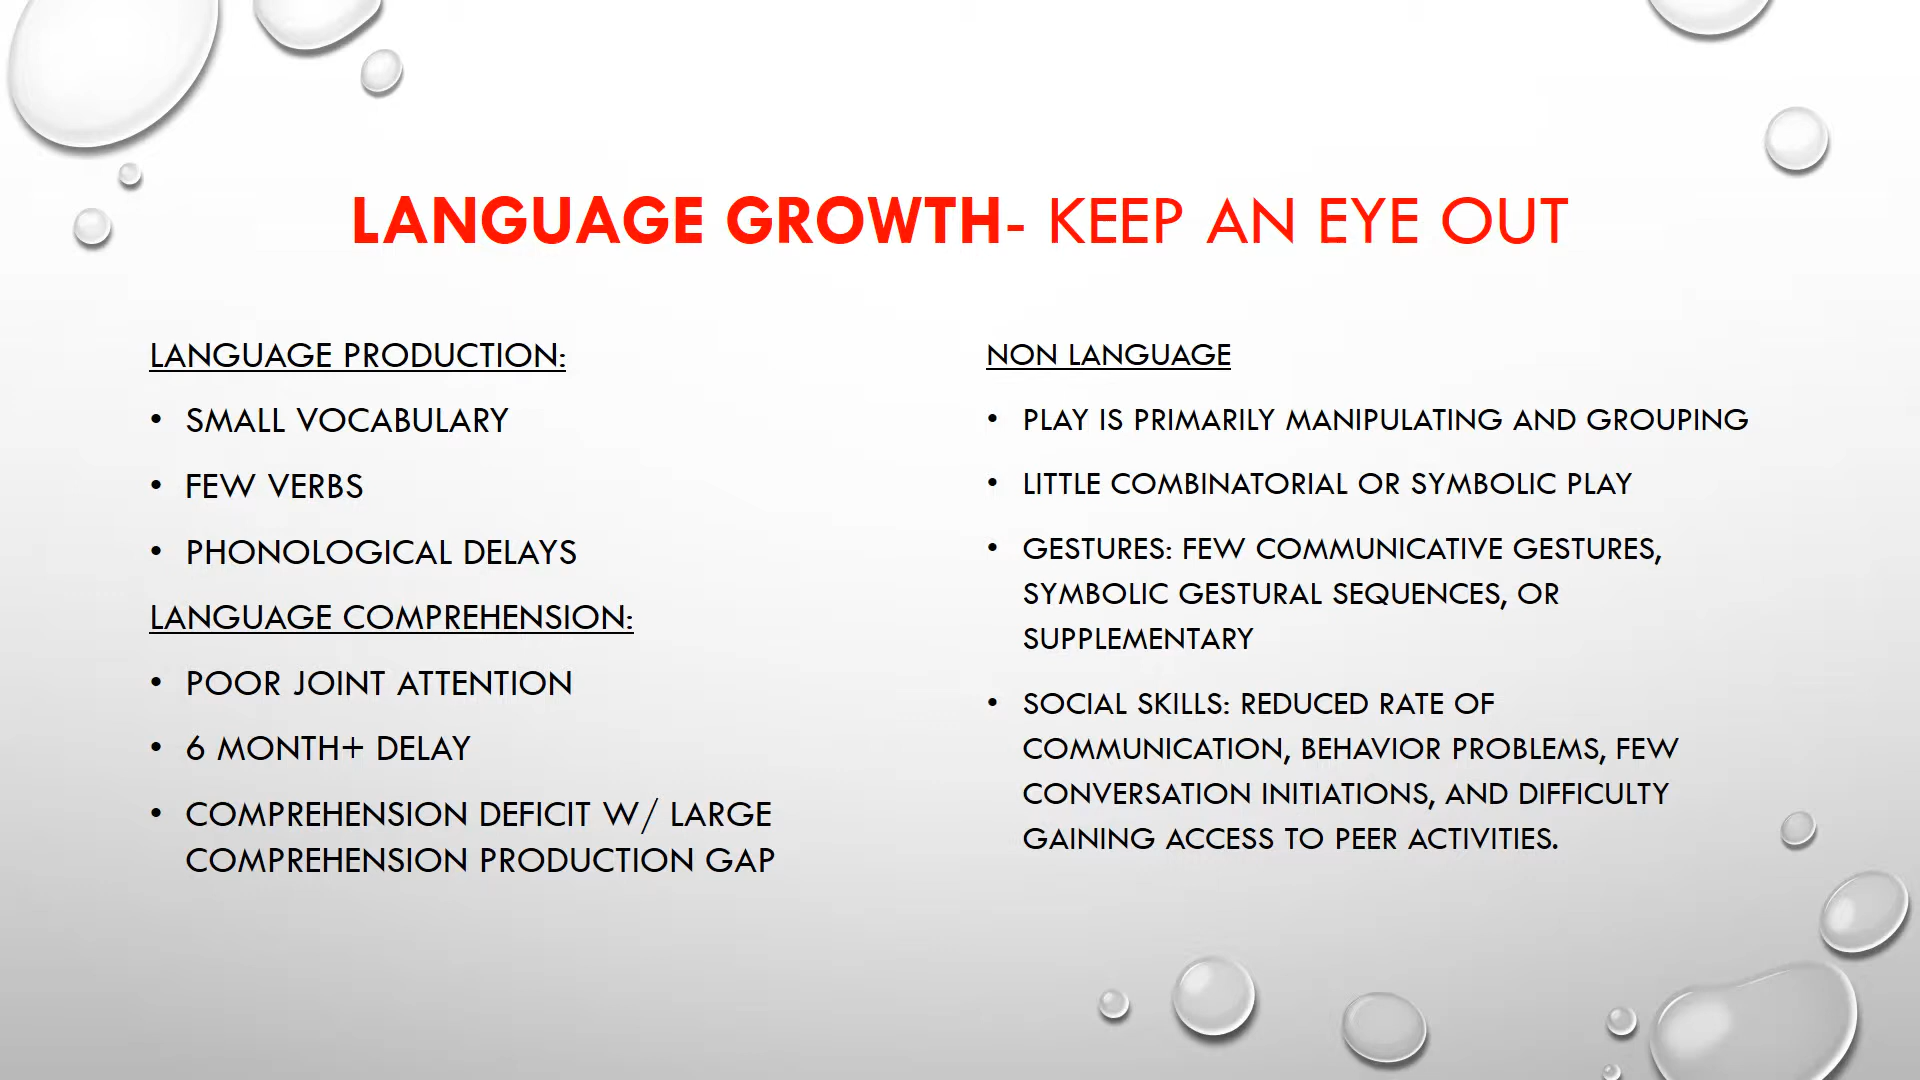 LANGUAGE GROWTH- KEEP AN EYE OUT
LANGUAGE PRODUCTION:
• SMALL VOCABULARY
• FEW VERBS
• PHONOLOGICAL DELAYS
LANGUAGE COMPREHENSION:
• POOR JOINT ATTENTION
• 6 MONTH+ DELAY
• COMPREHENSION DEFICIT W/ LARGE
COMPREHENSION PRODUCTION GAP
NON LANGUAGE
• PLAY IS PRIMARILY MANIPULATING AND GROUPING
• LITTLE COMBINATORIAL OR SYMBOLIC PLAY
• GESTURES: FEW COMMUNICATIVE GESTURES,
SYMBOLIC GESTURAL SEQUENCES, OR
SUPPLEMENTARY
• SOCIAL SKILLS: REDUCED RATE OF
COMMUNICATION, BEHAVIOR PROBLEMS, FEW
CONVERSATION INITIATIONS, AND DIFFICULTY
GAINING ACCESS TO PEER ACTIVITIES.